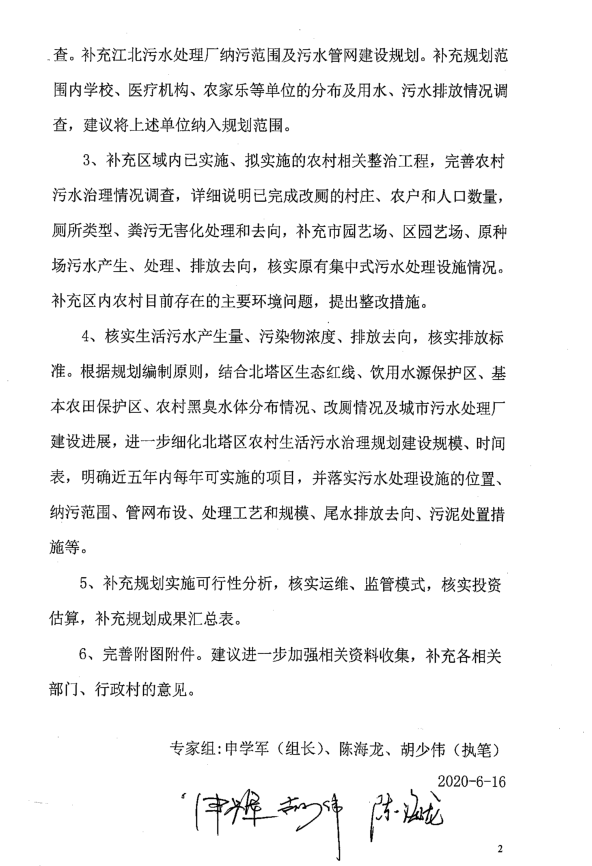 查。补充江北污水处理厂纳污范围及污水管网建设规划。补充规划范
围内学校、医疗机构、农家乐等单位的分布及用水、污水排放情况调
查，建议将上述单位纳入规划范围。
3、补充区域内已实施、拟实施的农村相关整治工程，完善农村
污水治理情况调查，详细说明已完成改厕的村庄、农户和人口数量，
厕所类型、粪污无害化处理和去向，补充市园艺场、区园艺场、原种
场污水产生、处理、排放去向，核实原有集中式污水处理设施情况。
补充区内农村目前存在的主要环境问题，提出整改措施。
4、核实生活污水产生量、污染物浓度、排放去向，核实排放标
准。根据规划编制原则，结合北塔区生态红线、饮用水源保护区、基
本农田保护区、农村黑臭水体分布情况、改厕情况及城市污水处理厂
建设进展，进一步细化北塔区农村生活污水治理规划建设规模、时间
表，明确近五年内每年可实施的项目，并落实污水处理设施的位置、
纳污范围、管网布设、处理工艺和规模、尾水排放去向、污泥处置措
施等。
5、补充规划实施可行性分析，核实运维、监管模式，核实投资
估算，补充规划成果汇总表。
6、完善附图附件。建议进一步加强相关资料收集，补充各相关
部门、行政村的意见。
专家组:申学军（组长）、陈海龙、胡少伟（执笔）
2020-6-16
申学军 胡少伟 陈海龙
2